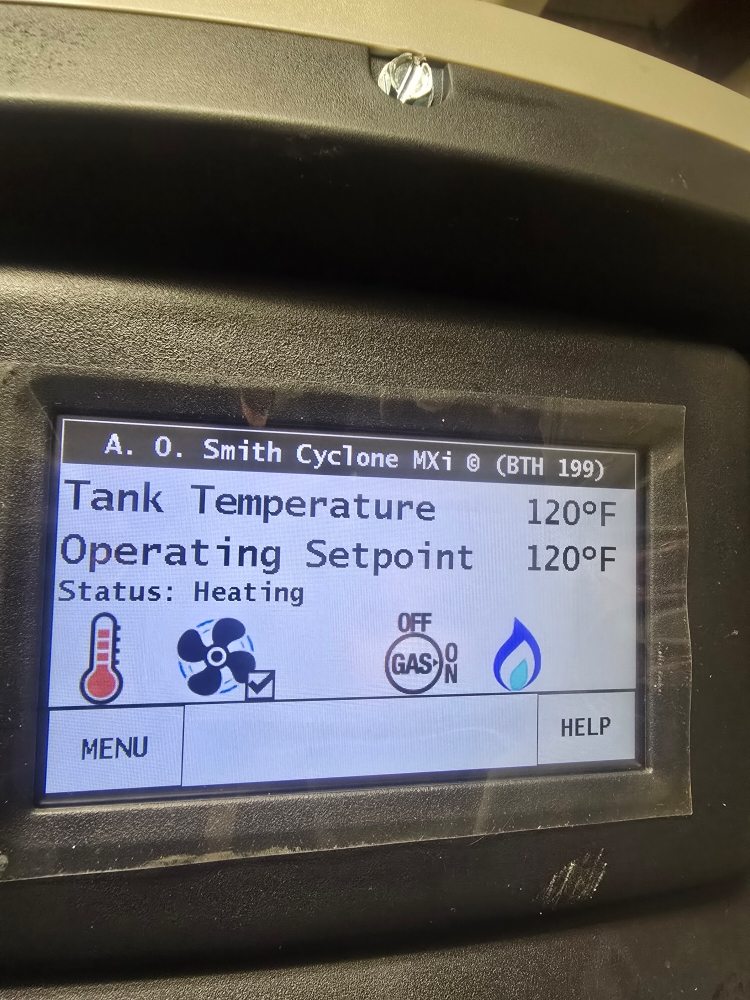 A. O. Smith Cyclone MXi © (BTH 199)
Tank Temperature 120°F
Operating Setpoint 120°F
Status: Heating
OFF
GAS
ON
MENU
HELP